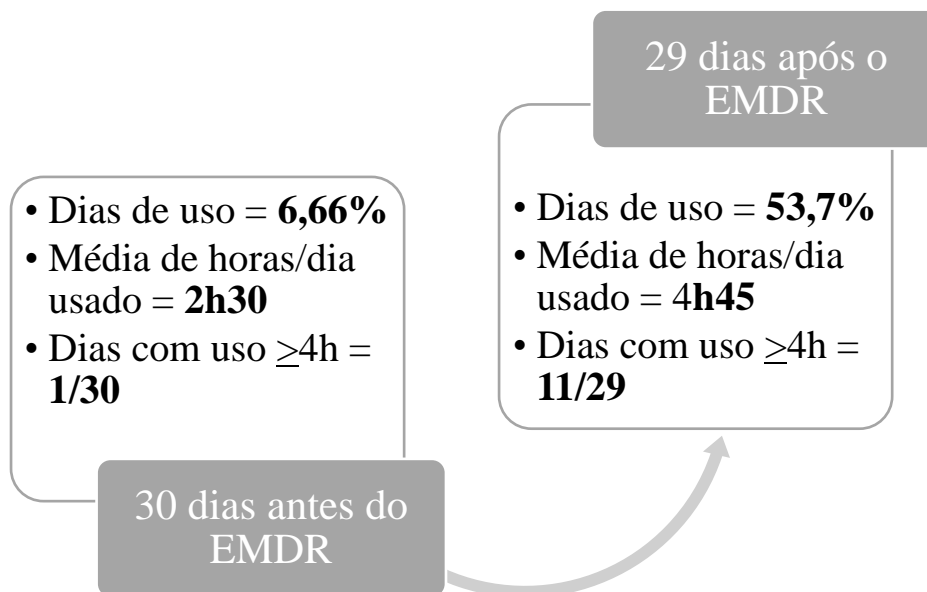 • Dias de uso = 6,66%
• Média de horas/dia
usado = 2h30
• Dias com uso ≥4h =
1/30
30 dias antes do
EMDR
29 dias após o
EMDR
• Dias de uso = 53,7%
• Média de horas/dia
usado = 4h45
• Dias com uso ≥4h =
11/29